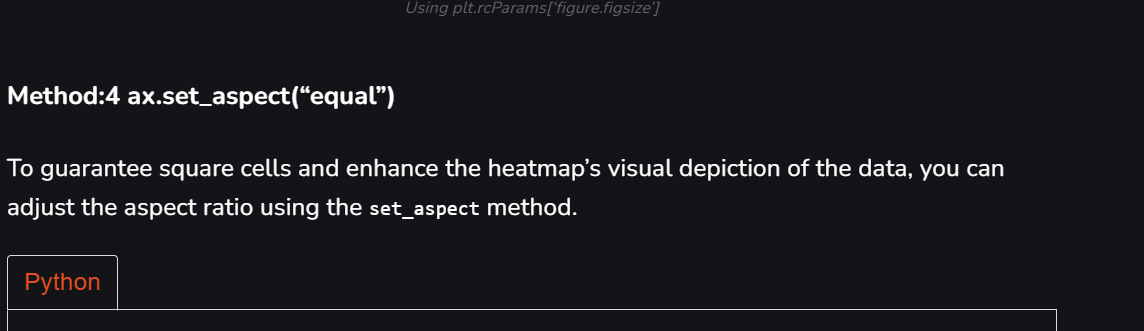 Using plt.rcParams['figure.figsize']
Method:4 ax.set_aspect(“equal”)
To guarantee square cells and enhance the heatmap’s visual depiction of the data, you can
adjust the aspect ratio using the set_aspect method.
Python